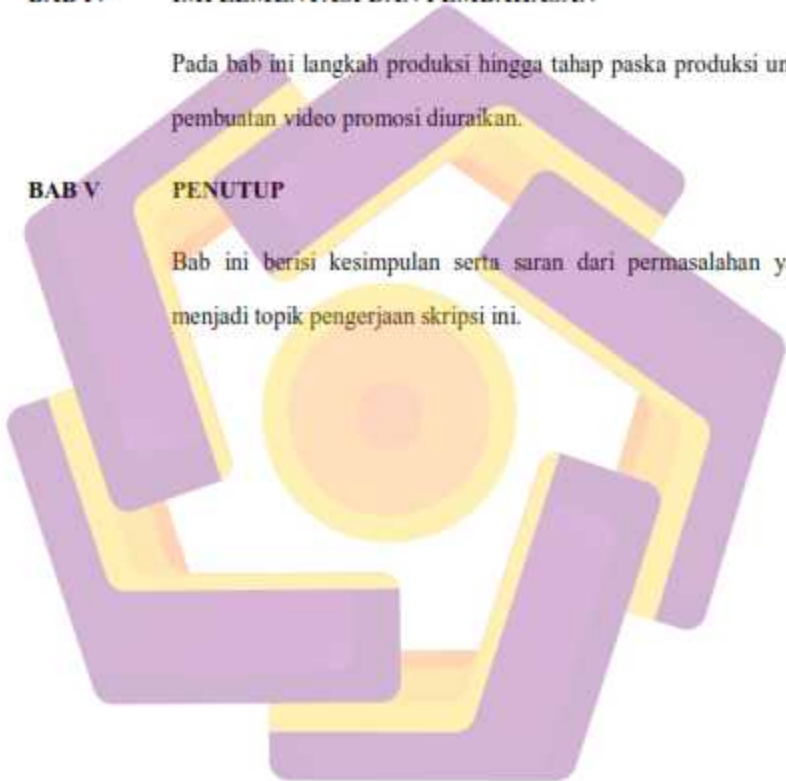 Pada bab ini langkah produksi hingga tahap paska produksi
pembuatan video promosi diuraikan.
BAB V PENUTUP
Bab ini berisi kesimpulan serta saran dari permasalahan
menjadi topik pengerjaan skripsi ini.